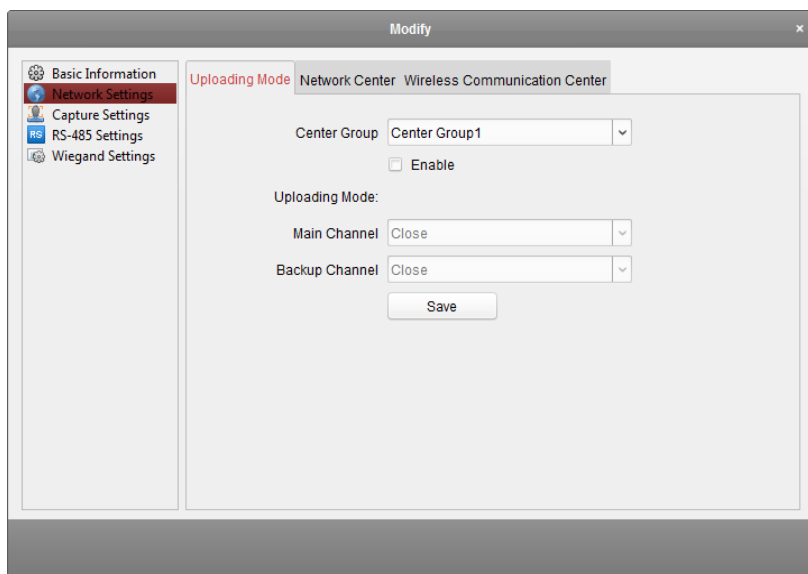 Modify
×
Basic Information
Network Settings
Capture Settings
RS RS-485 Settings
Wiegand Settings
Uploading Mode Network Center Wireless Communication Center
Center Group Center Group1
Enable
Uploading Mode:
Main Channel Close
Backup Channel Close
Save